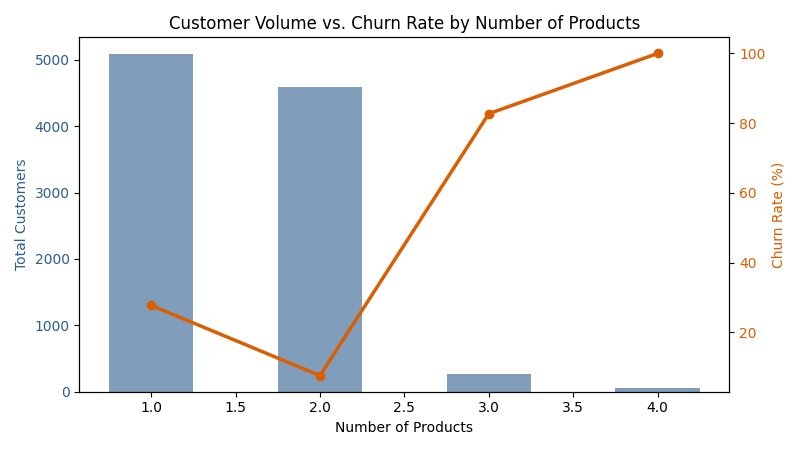 Customer Volume vs. Churn Rate by Number of Products
Total Customers
5000
4000
3000
2000
1000
0
100
80
60
40
20
Churn Rate (%)
1.0 1.5 2.0 2.5 3.0 3.5 4.0
Number of Products